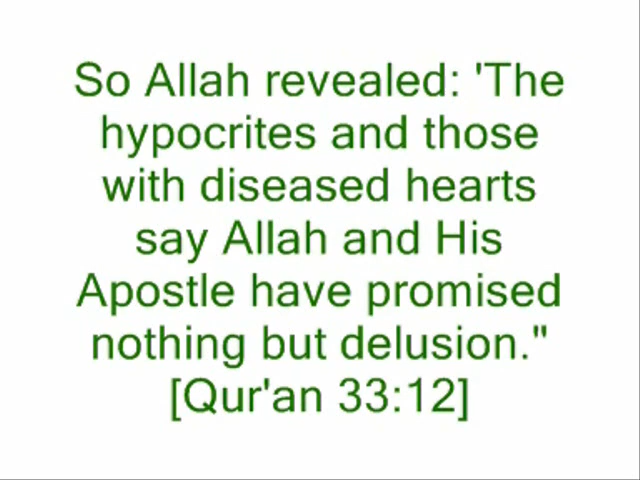 So Allah revealed: 'The
hypocrites and those
with diseased hearts
say Allah and His
Apostle have promised
nothing but delusion."
[Qur'an 33:12]